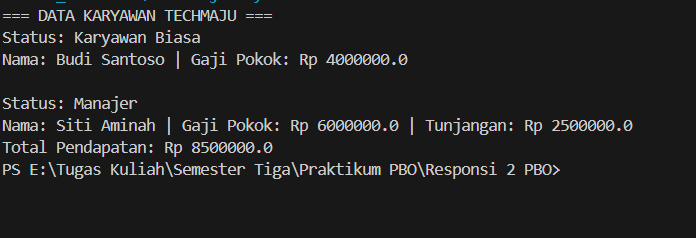 === DATA KARYAWAN TECHMAJU ===
Status: Karyawan Biasa
Nama: Budi Santoso | Gaji Pokok: Rp 4000000.0
Status: Manajer
Nama: Siti Aminah | Gaji Pokok: Rp 6000000.0 | Tunjangan: Rp 2500000.0
Total Pendapatan: Rp 8500000.0
PS E:\Tugas Kuliah\Semester Tiga\Praktikum PBO\Responsi 2 PBO>